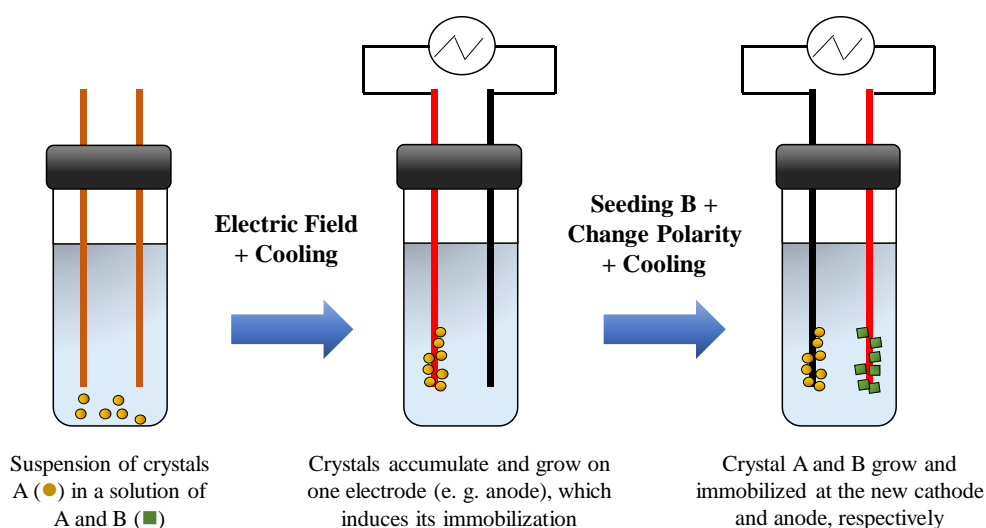 Electric Field
+ Cooling
Seeding B +
Change Polarity
+ Cooling
Suspension of crystals
A (●) in a solution of
A and B (■)
Crystals accumulate and grow on
one electrode (e. g. anode), which
induces its immobilization
Crystal A and B grow and
immobilized at the new cathode
and anode, respectively